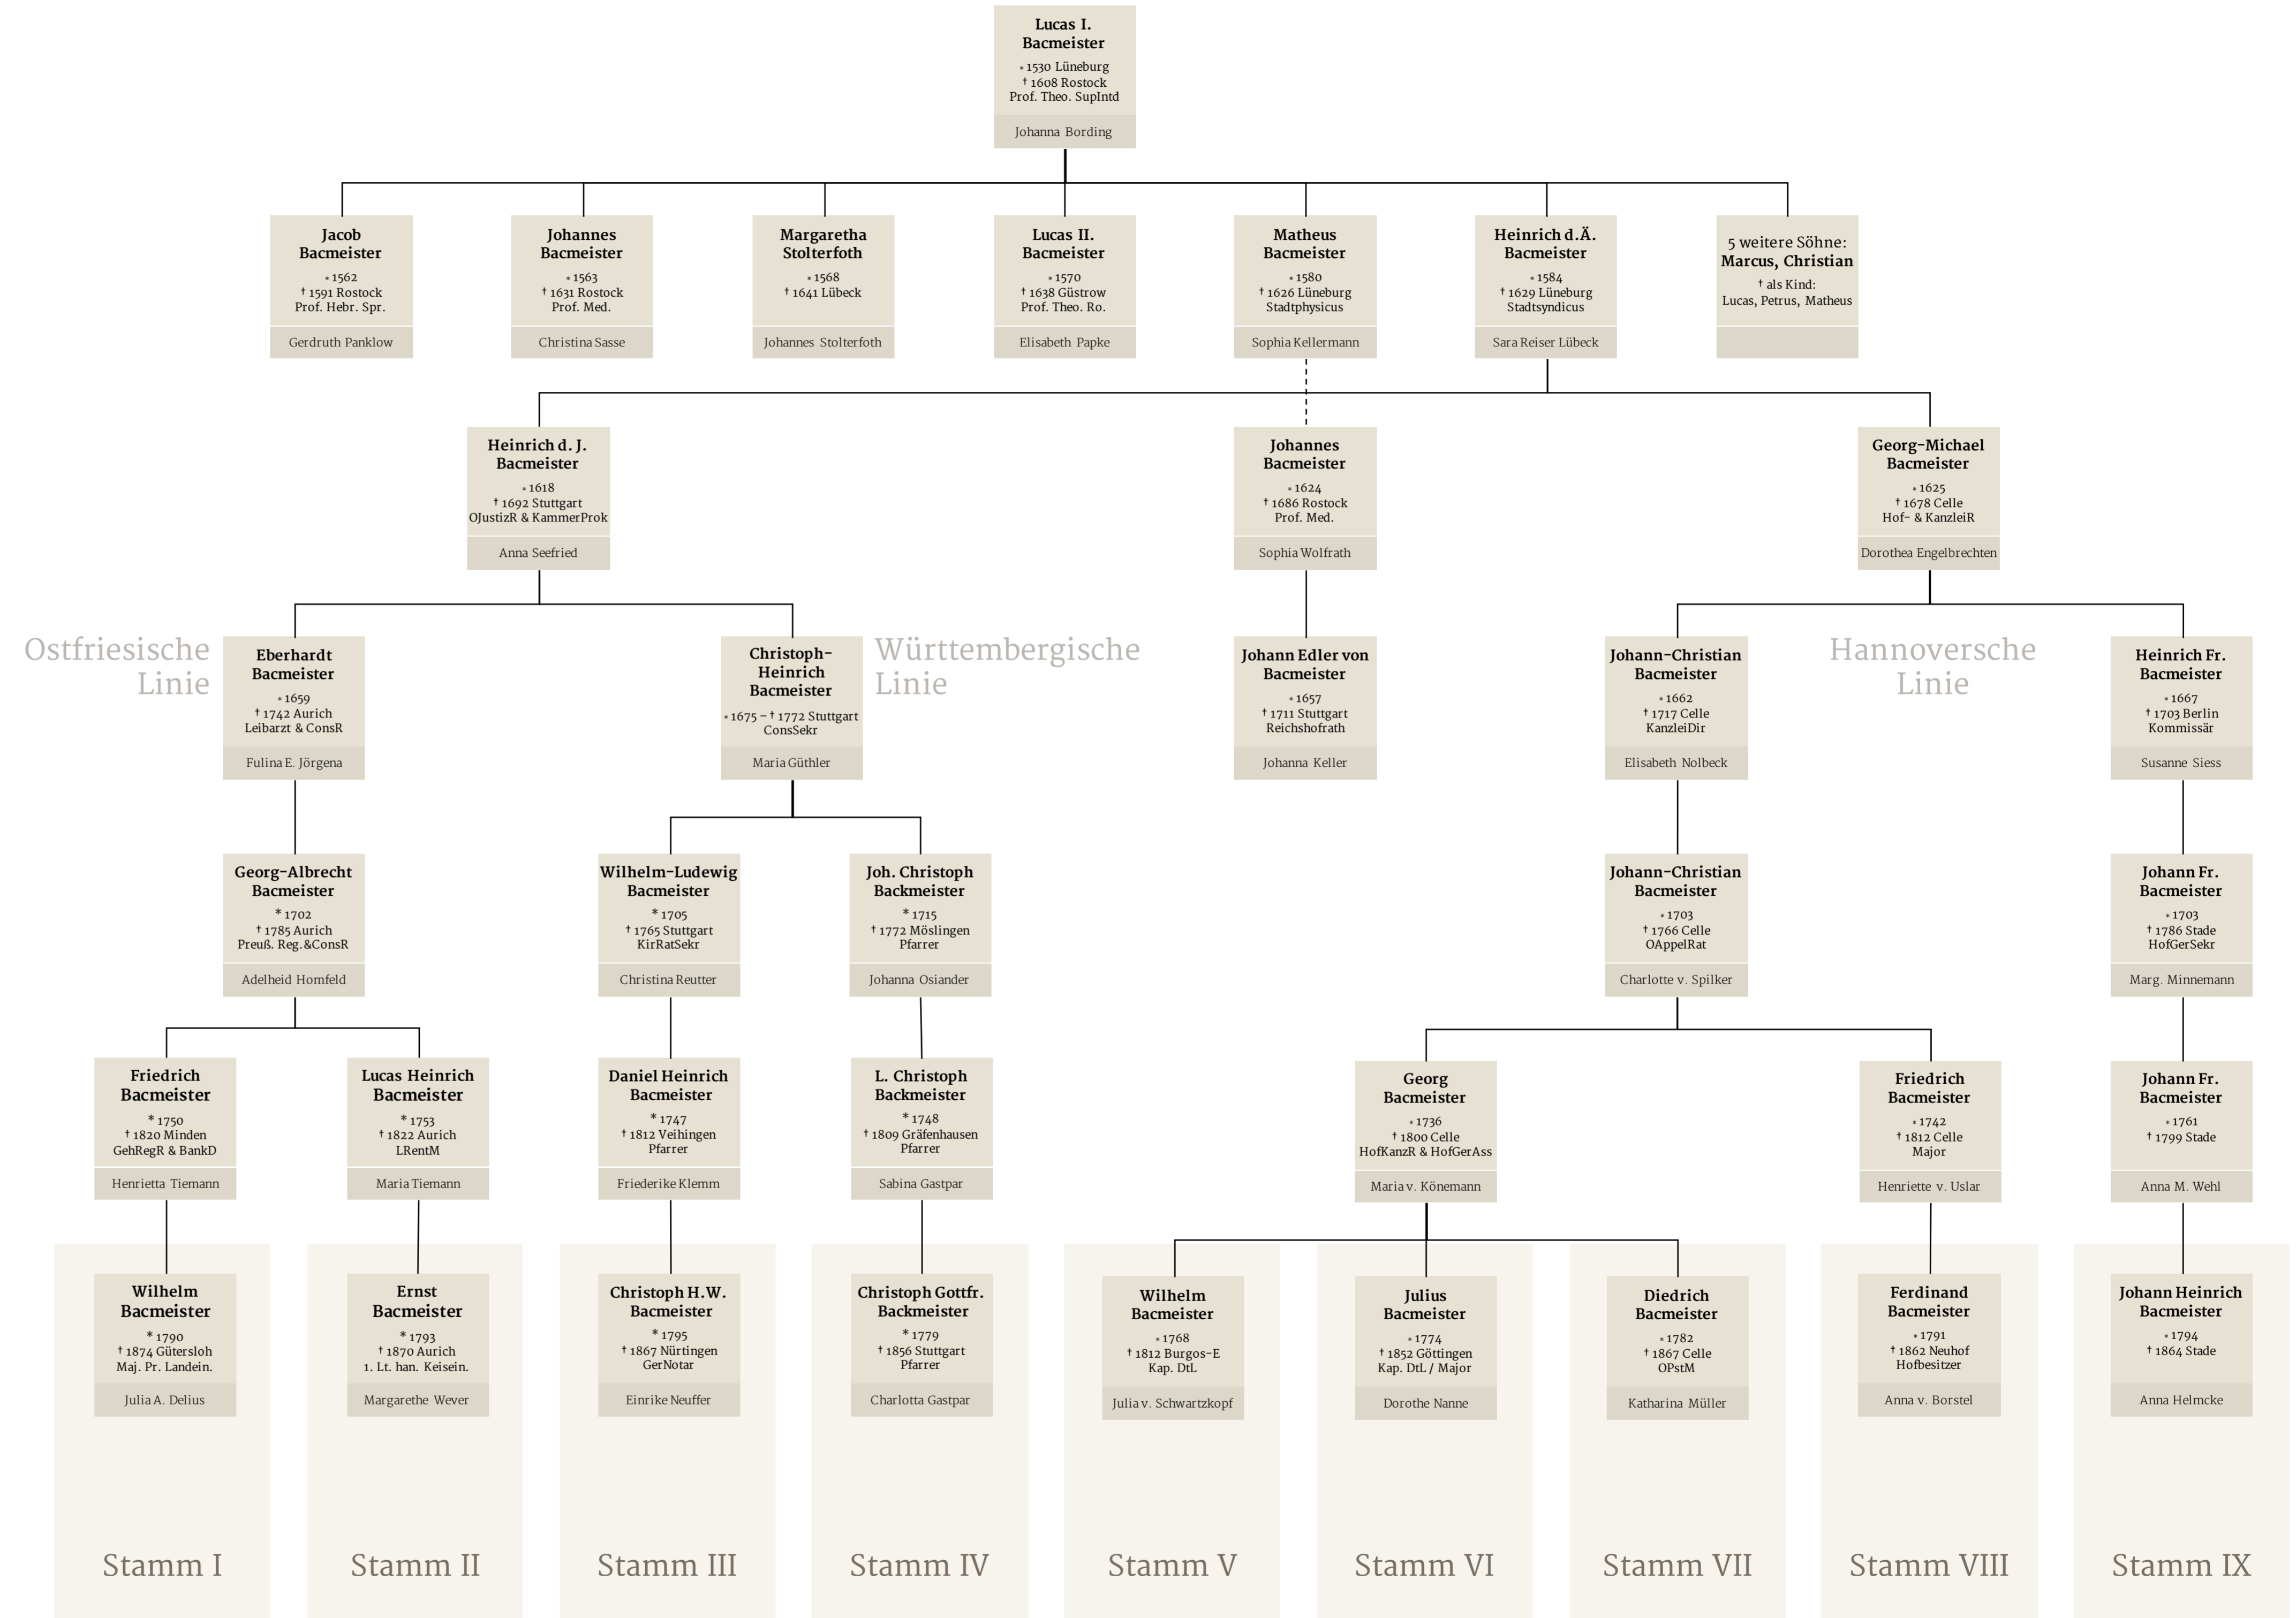 Lucas I.
Bacmeister
* 1530 Lüneburg
† 1608 Rostock
Prof. Theo. SupIntd
Johanna Bording
Jacob
Bacmeister
* 1562
† 1591 Rostock
Prof. Hebr. Spr.
Gerdruth Panklow
Johannes
Bacmeister
* 1563
† 1631 Rostock
Prof. Med.
Christina Sasse
Margaretha
Stolterfoth
* 1568
† 1641 Lübeck
Johannes Stolterfoth
Lucas II.
Bacmeister
* 1570
† 1638 Güstrow
Prof. Theo. Ro.
Elisabeth Papke
Matheus
Bacmeister
* 1580
† 1626 Lüneburg
Stadtphysicus
Sophia Kellermann
Heinrich d.Ä.
Bacmeister
* 1584
† 1629 Lüneburg
Stadtsyndicus
Sara Reiser Lübeck
5 weitere Söhne:
Marcus, Christian
† als Kind:
Lucas, Petrus, Matheus
Heinrich d. J.
Bacmeister
* 1618
† 1692 Stuttgart
OJustizR & KammerProk
Anna Seefried
Johannes
Bacmeister
* 1624
† 1686 Rostock
Prof. Med.
Sophia Wolfrath
Georg-Michael
Bacmeister
* 1625
† 1678 Celle
Hof- & KanzleiR
Dorothea Engelbrechten
Ostfriesische
Linie
Eberhardt
Bacmeister
* 1659
† 1742 Aurich
Leibarzt & ConsR
Fulina E. Jörgena
Christoph-
Heinrich
Bacmeister
* 1675 – † 1772 Stuttgart
ConsSekr
Maria Güthler
Württembergische
Linie
Johann Edler von
Bacmeister
* 1657
† 1711 Stuttgart
Reichshofrath
Johanna Keller
Johann-Christian
Bacmeister
* 1662
† 1717 Celle
KanzleiDir
Elisabeth Nolbeck
Hannoversche
Linie
Heinrich Fr.
Bacmeister
* 1667
† 1703 Berlin
Kommissär
Susanne Siess
Georg-Albrecht
Bacmeister
* 1702
† 1785 Aurich
Preuß. Reg.&ConsR
Adelheid Homfeld
Wilhelm-Ludewig
Bacmeister
* 1705
† 1765 Stuttgart
KirRatSekr
Christina Reutter
Joh. Christoph
Backmeister
* 1715
† 1772 Möslingen
Pfarrer
Johanna Osiander
Johann-Christian
Bacmeister
* 1703
† 1766 Celle
OAppelRat
Charlotte v. Spilker
Johann Fr.
Bacmeister
* 1703
† 1786 Stade
HofGerSekr
Marg. Minnemann
Friedrich
Bacmeister
* 1750
† 1820 Minden
GehRegR & BankD
Henrietta Tiemann
Lucas Heinrich
Bacmeister
* 1753
† 1822 Aurich
LRentM
Maria Tiemann
Daniel Heinrich
Bacmeister
* 1747
† 1812 Veihingen
Pfarrer
Friederike Klemm
L. Christoph
Backmeister
* 1748
† 1809 Gräfenhausen
Pfarrer
Sabina Gastpar
Georg
Bacmeister
* 1736
† 1800 Celle
HofKanzR & HofGerAss
Maria v. Könemann
Friedrich
Bacmeister
* 1742
† 1812 Celle
Major
Henriette v. Uslar
Johann Fr.
Bacmeister
* 1761
† 1799 Stade
Anna M. Wehl
Wilhelm
Bacmeister
* 1790
† 1874 Gütersloh
Maj. Pr. Landein.
Julia A. Delius
Ernst
Bacmeister
* 1793
† 1870 Aurich
1. Lt. han. Keisein.
Margarethe Wever
Christoph H.W.
Bacmeister
* 1795
† 1867 Nürtingen
GerNotar
Einrike Neuffer
Christoph Gottfr.
Backmeister
* 1779
† 1856 Stuttgart
Pfarrer
Charlotta Gastpar
Wilhelm
Bacmeister
* 1768
† 1812 Burgos-E
Kap. DtL
Julia v. Schwartzkopf
Julius
Bacmeister
* 1774
† 1852 Göttingen
Kap. DtL / Major
Dorothe Nanne
Diedrich
Bacmeister
* 1782
† 1867 Celle
OPstM
Katharina Müller
Ferdinand
Bacmeister
* 1791
† 1862 Neuhof
Hofbesitzer
Anna v. Borstel
Johann Heinrich
Bacmeister
* 1794
† 1864 Stade
Anna Helmcke
Stamm I
Stamm II
Stamm III
Stamm IV
Stamm V
Stamm VI
Stamm VII
Stamm VIII
Stamm IX